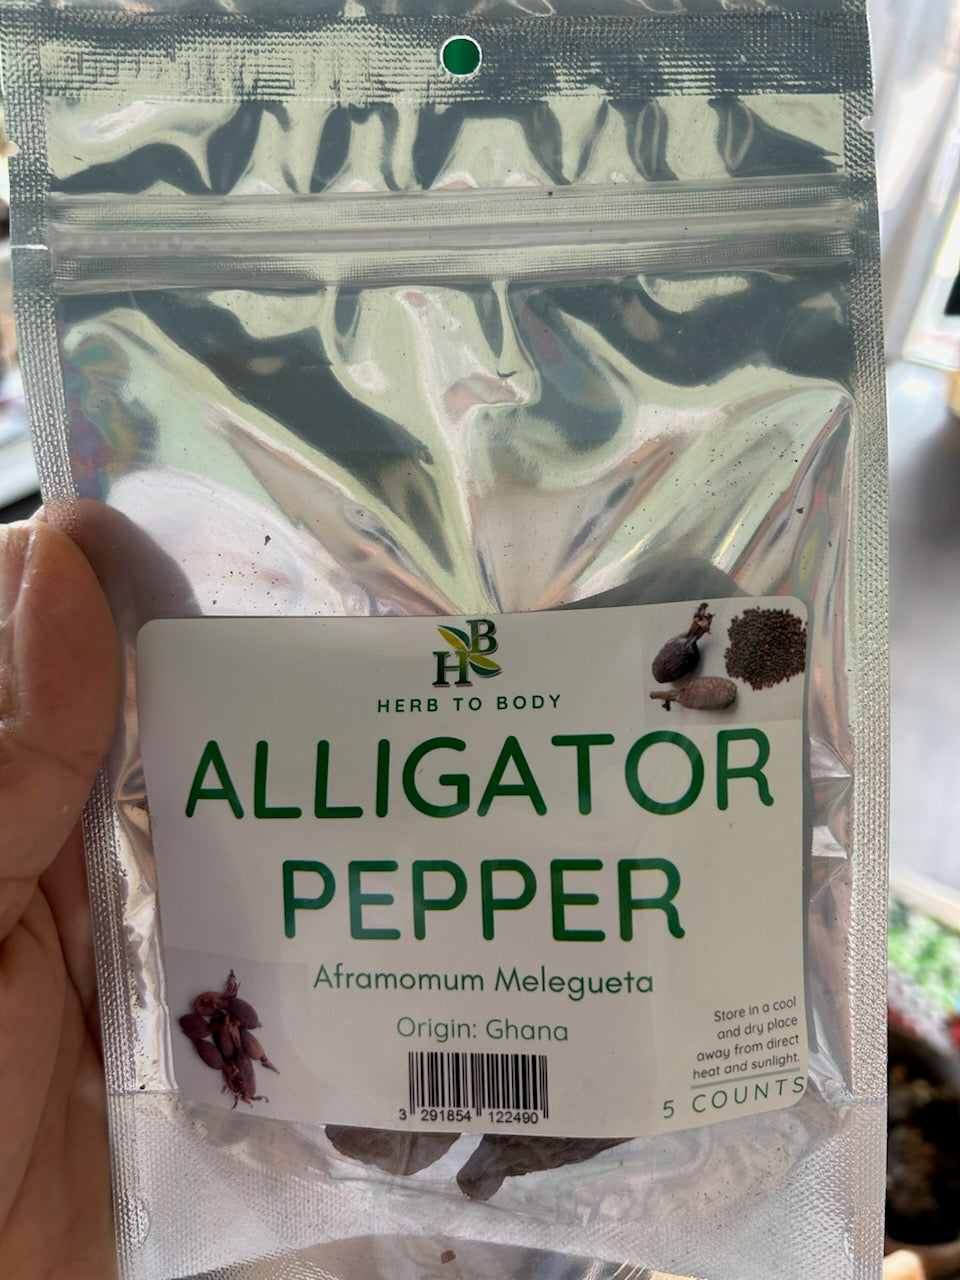 HB
HERB TO BODY
ALLIGATOR
PEPPER
Aframomum Melegueta
Origin: Ghana
3 291854 122490
Store in a cool
and dry place
away from direct
heat and sunlight.
5 COUNTS